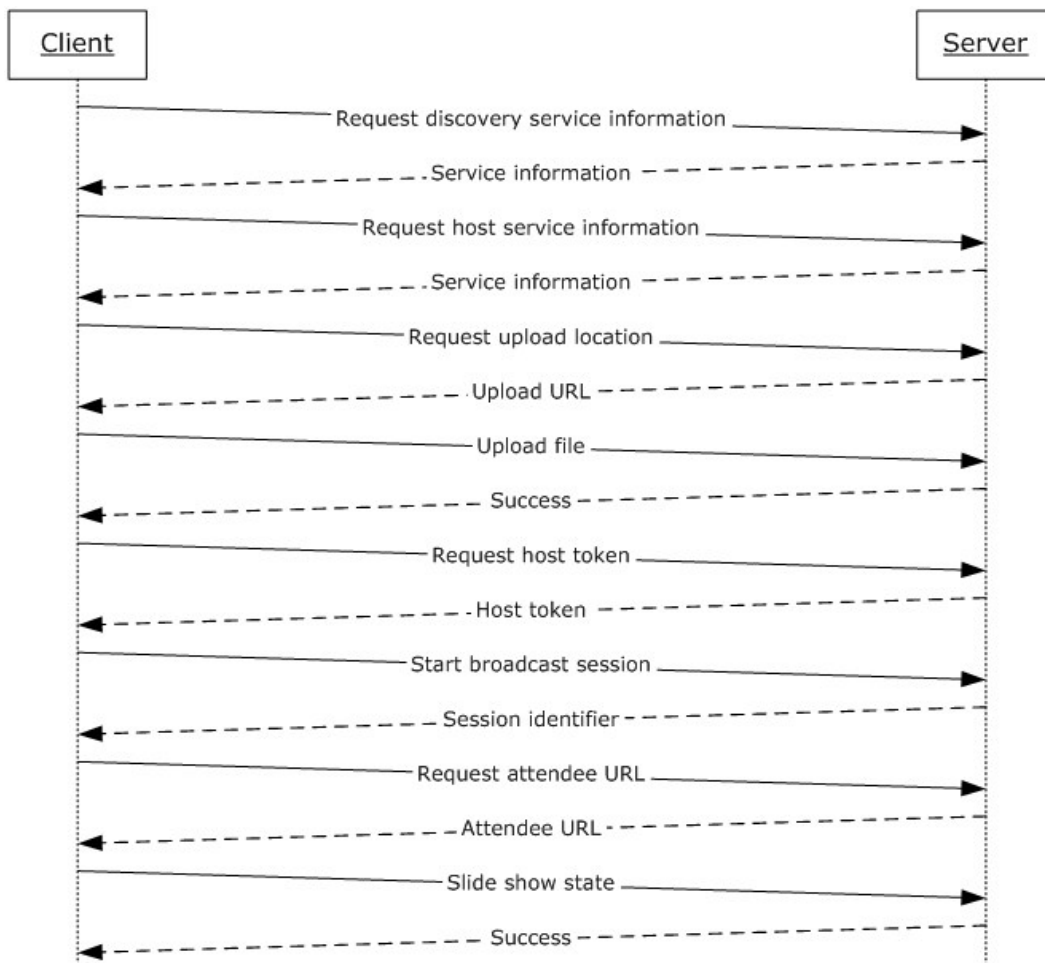 Client
Server
Request discovery service information
Service information
Request host service information
Service information
Request upload location
Upload URL
Upload file
Success
Request host token
Host token
Start broadcast session
Session identifier
Request attendee URL
Attendee URL
Slide show state
Success